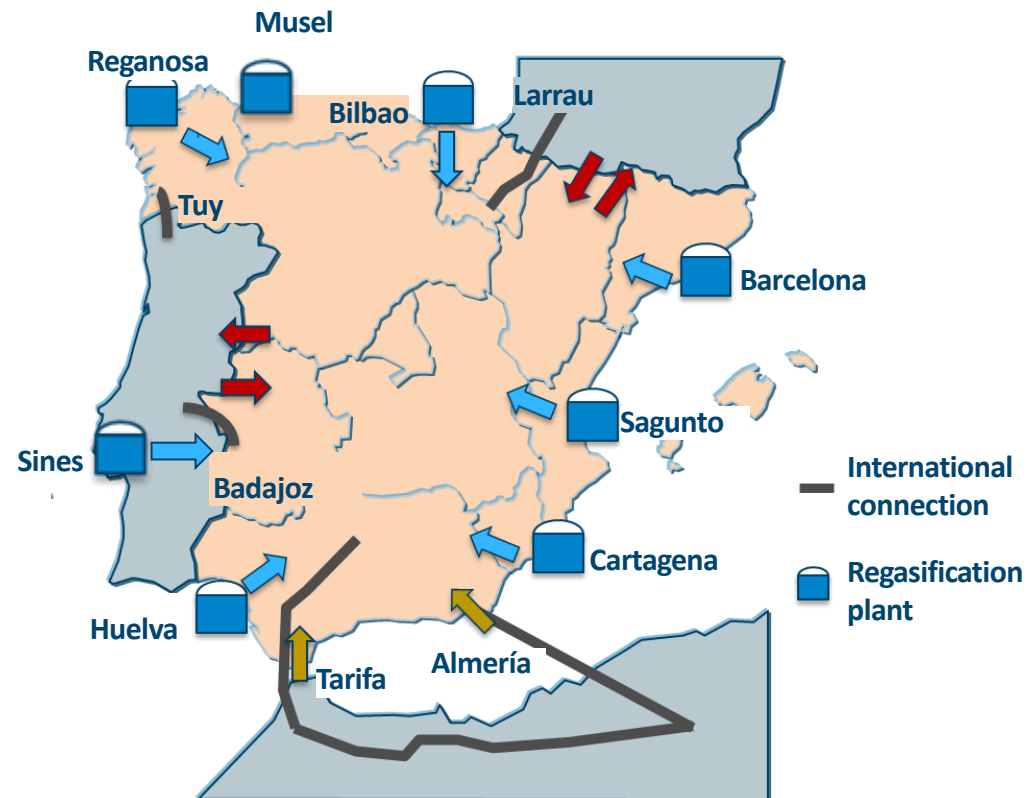 Musel
Reganosa
Bilbao
Larrau
Tuy
Barcelona
Sagunto
Sines
Badajoz
International
connection
Cartagena
Regasification
plant
Huelva
Almería
Tarifa